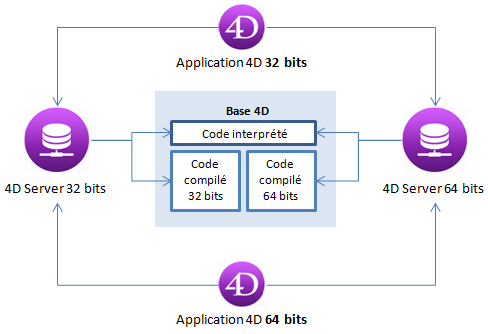 4D
Application 4D 32 bits
Base 4D
Code interprété
Code
compilé
32 bits
Code
compilé
64 bits
4D Server 32 bits
4D Server 64 bits
4D
Application 4D 64 bits